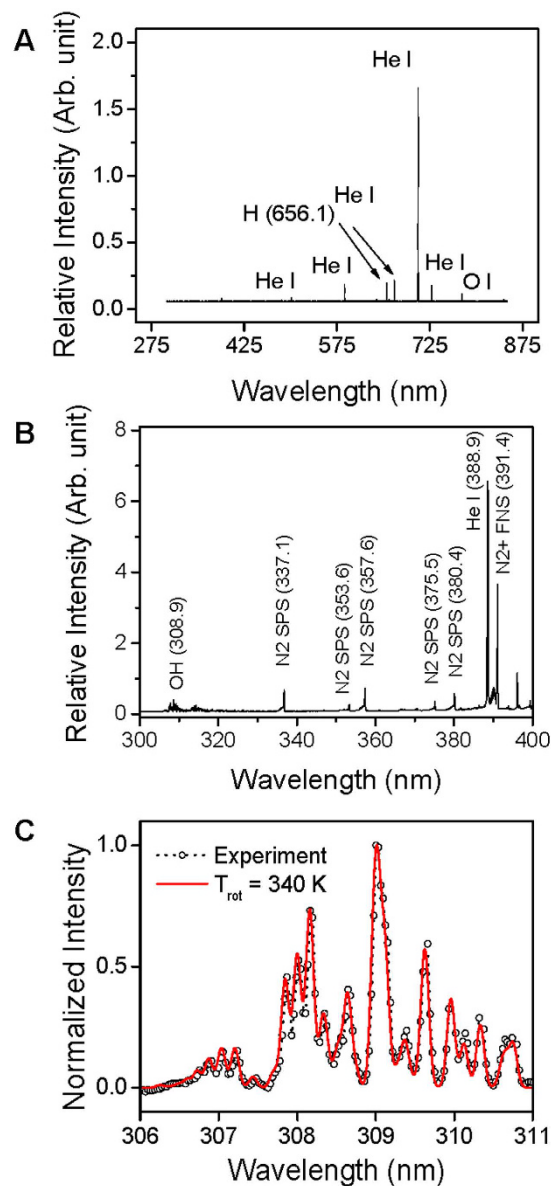 A
Relative Intensity (Arb. unit)
2.0
1.5
1.0
0.5
0.0
He I
He I
H (656.1)
He I
He I
He I
O I
275
425
575
725
875
Wavelength (nm)
B
Relative Intensity (Arb. unit)
8
6
4
2
0
OH (308.9)
N2 SPS (337.1)
N2 SPS (353.6)
N2 SPS (357.6)
N2 SPS (375.5)
N2 SPS (380.4)
He I (388.9)
N2+ FNS (391.4)
300
320
340
360
380
400
Wavelength (nm)
C
Normalized Intensity
1.0
0.5
0.0
Experiment
Trot = 340 K
306
307
308
309
310
311
Wavelength (nm)